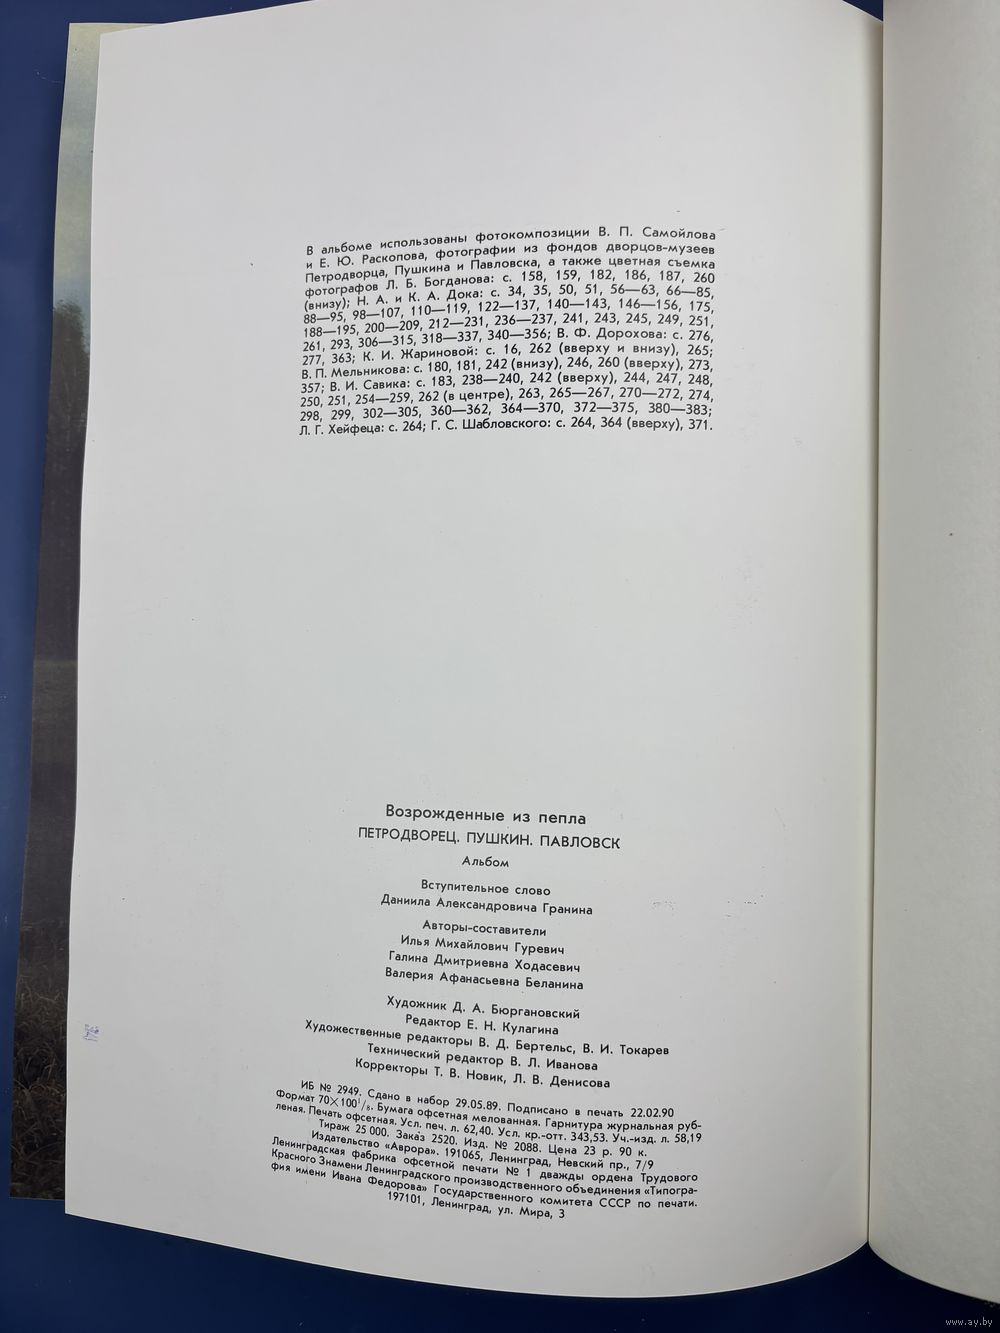 В альбоме использованы фотокомпозиции В. П. Самойлова
и Е. Ю. Раскопова, фотографии из фондов дворцов-музеев
Петродворца, Пушкина и Павловска, а также цветная съемка
фотографов Л. Б. Богданова: с. 158, 159, 182, 186, 187, 260
(внизу); Н. А. и К. А. Дока: с. 34, 35, 50, 51, 56—63, 66—85,
88—95, 98—107, 110—119, 122—137, 140—143, 146—156, 175,
188—195, 200—209, 212—231, 236—237, 241, 243, 245, 249, 251,
261, 293, 306—315, 318—337, 340—356; В. Ф. Дорохова: с. 276,
277, 363; К. И. Жариновой: с. 16, 262 (вверху и внизу), 265;
В. П. Мельникова: с. 180, 181, 242 (внизу), 246, 260 (вверху), 273,
357; В. И. Савика: с. 183, 238—240, 242 (вверху), 244, 247, 248,
250, 251, 254—259, 262 (в центре), 263, 265—267, 270—272, 274,
298, 299, 302—305, 360—362, 364—370, 372—375, 380—383;
Л. Г. Хейфеца: с. 264; Г. С. Шабловского: с. 264, 364 (вверху), 371.
Возрожденные из пепла
ПЕТРОДВОРЕЦ. ПУШКИН. ПАВЛОВСК
Альбом
Вступительное слово
Даниила Александровича Гранина
Авторы-составители
Илья Михайлович Гуревич
Галина Дмитриевна Ходасевич
Валерия Афанасьевна Беланина
Художник Д. А. Бюргановский
Редактор Е. Н. Кулагина
Художественные редакторы В. Д. Бертельс, В. И. Токарев
Технический редактор В. Л. Иванова
Корректоры Т. В. Новик, Л. В. Денисова
ИБ № 2949. Сдано в набор 29.05.89. Подписано в печать 22.02.90
Формат 70×100¹/₈. Бумага офсетная мелованная. Гарнитура журнальная руб-
леная. Печать офсетная. Усл. печ. л. 62,40. Усл. кр.-отт. 343,53. Уч.-изд. л. 58,19
Тираж 25 000. Заказ 2520. Изд. № 2088. Цена 23 р. 90 к.
Издательство «Аврора». 191065, Ленинград, Невский пр., 7/9
Ленинградская фабрика офсетной печати № 1 дважды ордена Трудового
Красного Знамени Ленинградского производственного объединения «Типогра-
фия имени Ивана Федорова» Государственного комитета СССР по печати.
197101, Ленинград, ул. Мира, 3
www.ay.by